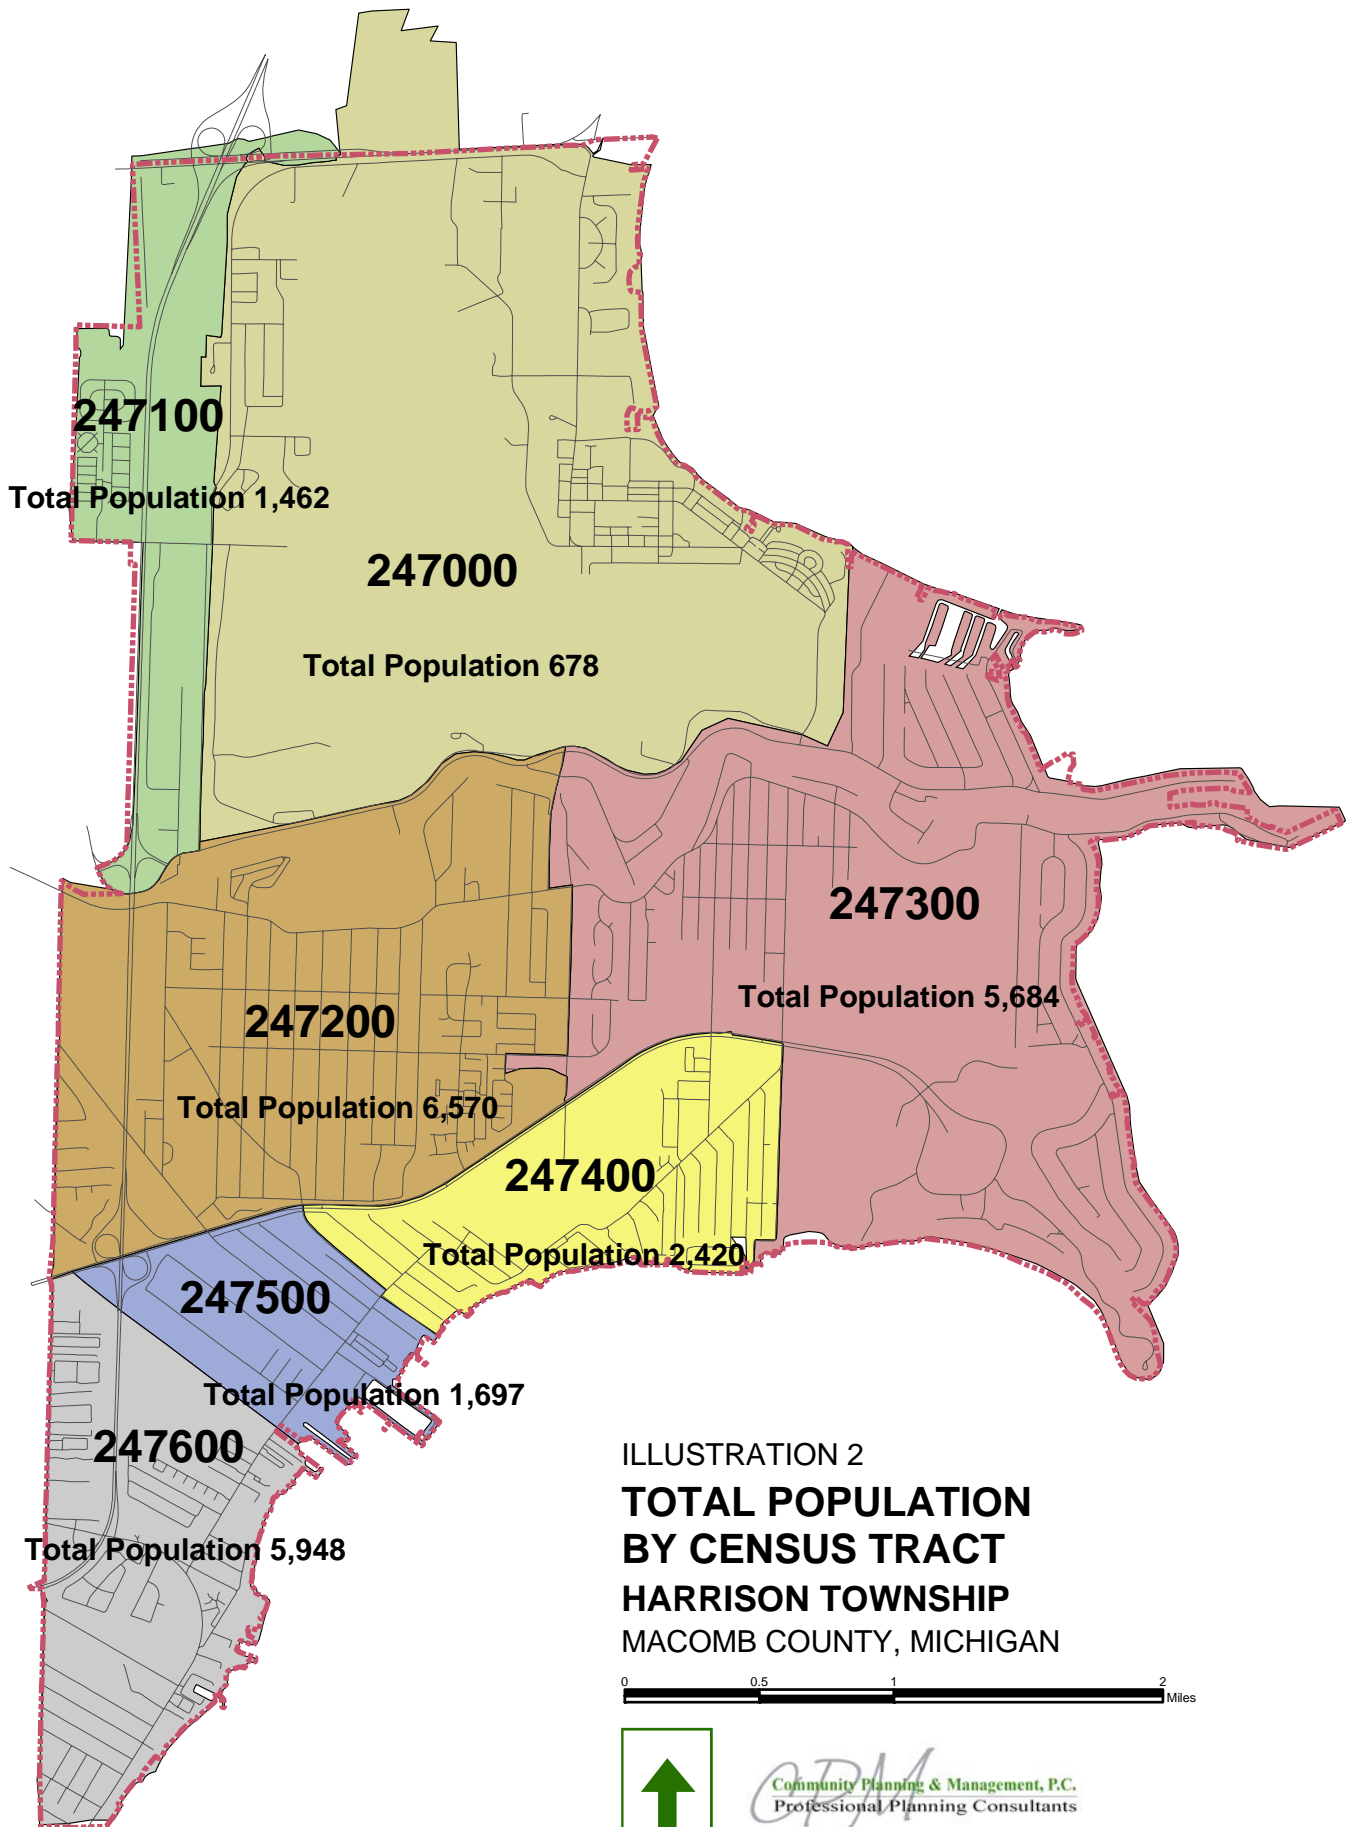 247100
Total Population 1,462
247000
Total Population 678
247300
Total Population 5,684
247200
Total Population 6,570
247400
Total Population 2,420
247500
Total Population 1,697
247600
Total Population 5,948
ILLUSTRATION 2
TOTAL POPULATION
BY CENSUS TRACT
HARRISON TOWNSHIP
MACOMB COUNTY, MICHIGAN
0 0.5 1 2
Miles
CPM
Community Planning & Management, P.C.
Professional Planning Consultants